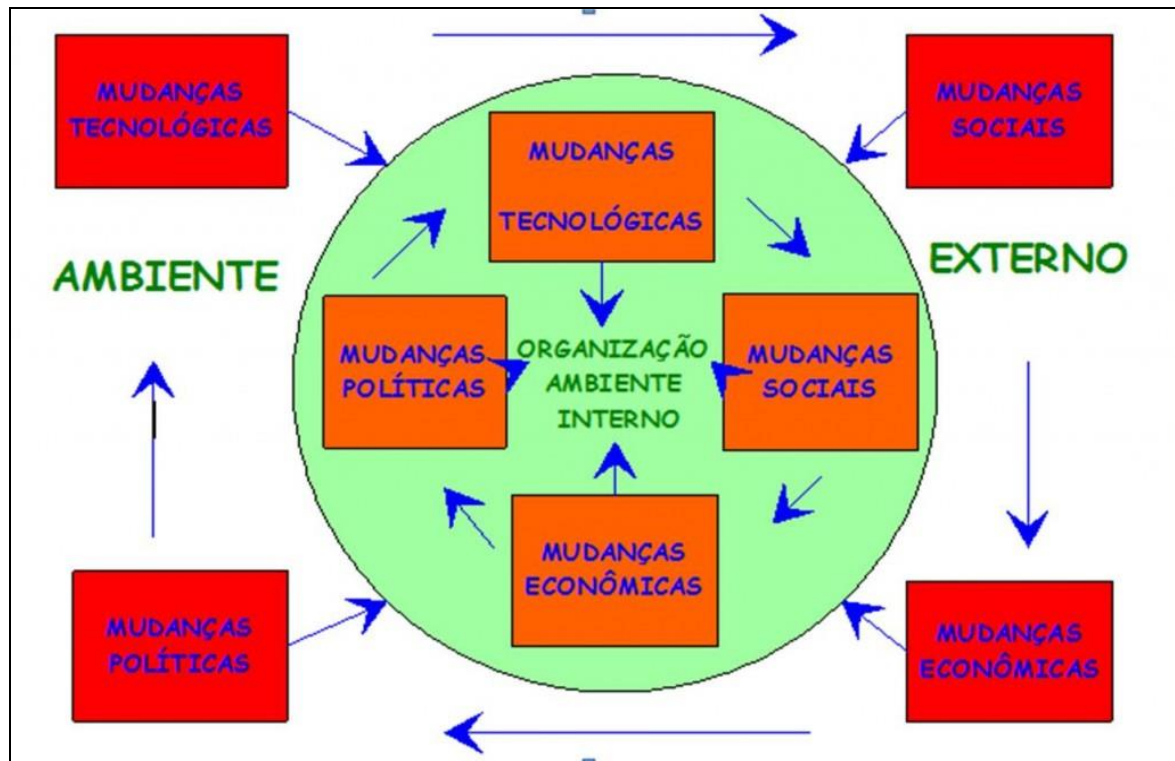 MUDANÇAS
TECNOLÓGICAS
MUDANÇAS
SOCIAIS
MUDANÇAS
TECNOLÓGICAS
AMBIENTE
EXTERNO
MUDANÇAS
POLÍTICAS
ORGANIZAÇÃO
AMBIENTE
INTERNO
MUDANÇAS
SOCIAIS
MUDANÇAS
ECONÔMICAS
MUDANÇAS
POLÍTICAS
MUDANÇAS
ECONÔMICAS